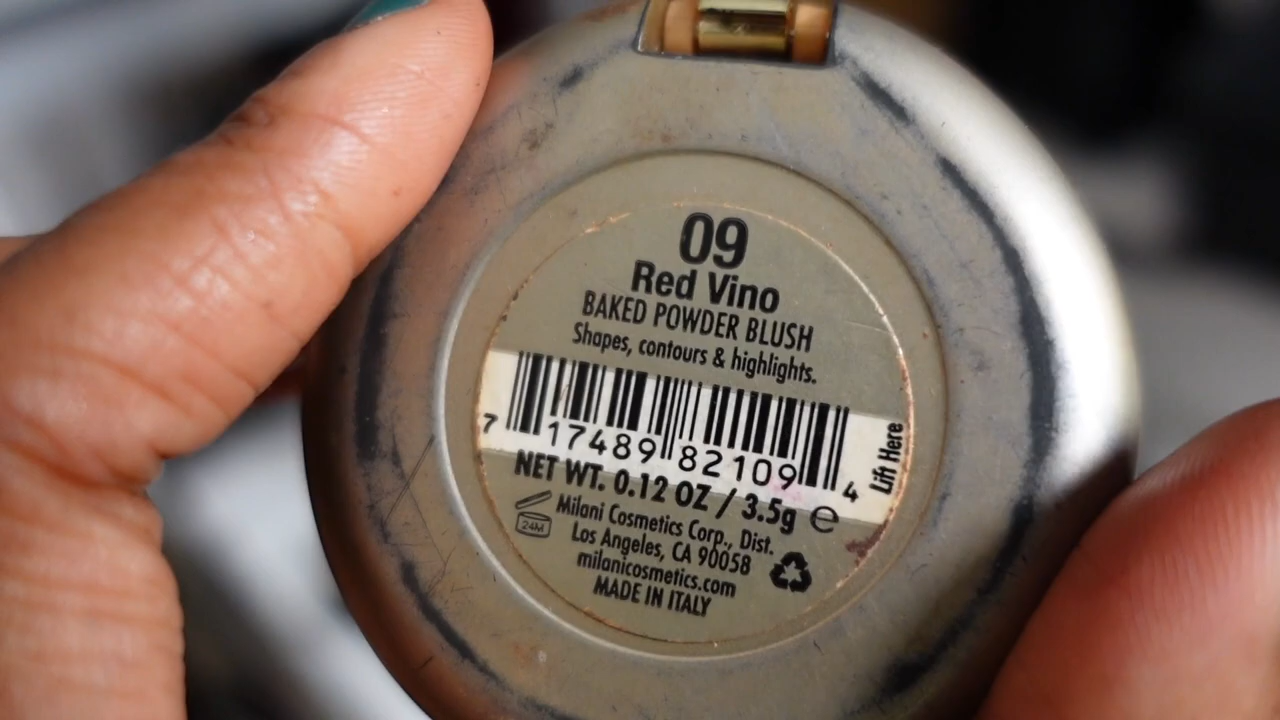 09
Red Vino
BAKED POWDER BLUSH
Shapes, contours & highlights.
7 17489 82109 4
Lift Here
NET WT. 0.12 OZ / 3.5g ℮
24M
Milani Cosmetics Corp., Dist.
Los Angeles, CA 90058
milanicosmetics.com
MADE IN ITALY